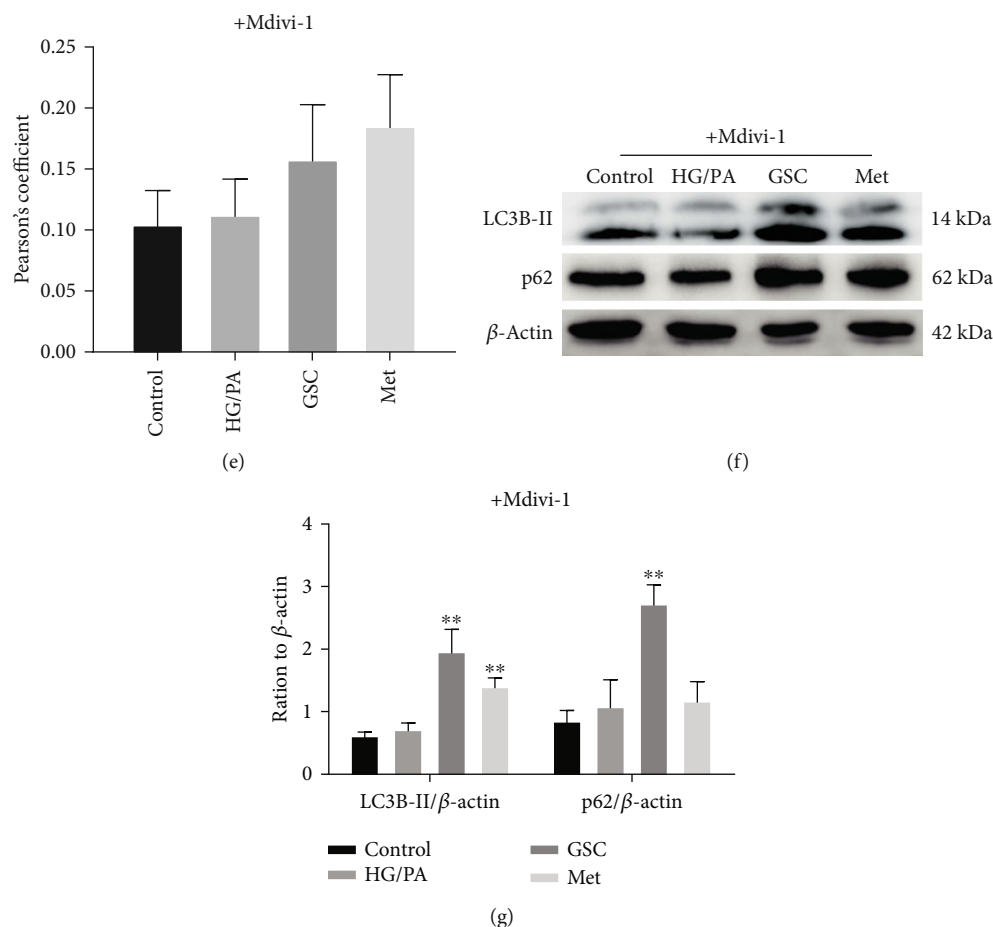 +Mdivi-1
Pearson's coefficient
0.25
0.20
0.15
0.10
0.05
0.00
Control
HG/PA
GSC
Met
(e)
+Mdivi-1
Control HG/PA GSC Met
LC3B-II 14 kDa
p62 62 kDa
β-Actin 42 kDa
(f)
+Mdivi-1
Ration to β-actin
4
3
2
1
0
**
**
**
LC3B-II/β-actin p62/β-actin
Control GSC
HG/PA Met
(g)